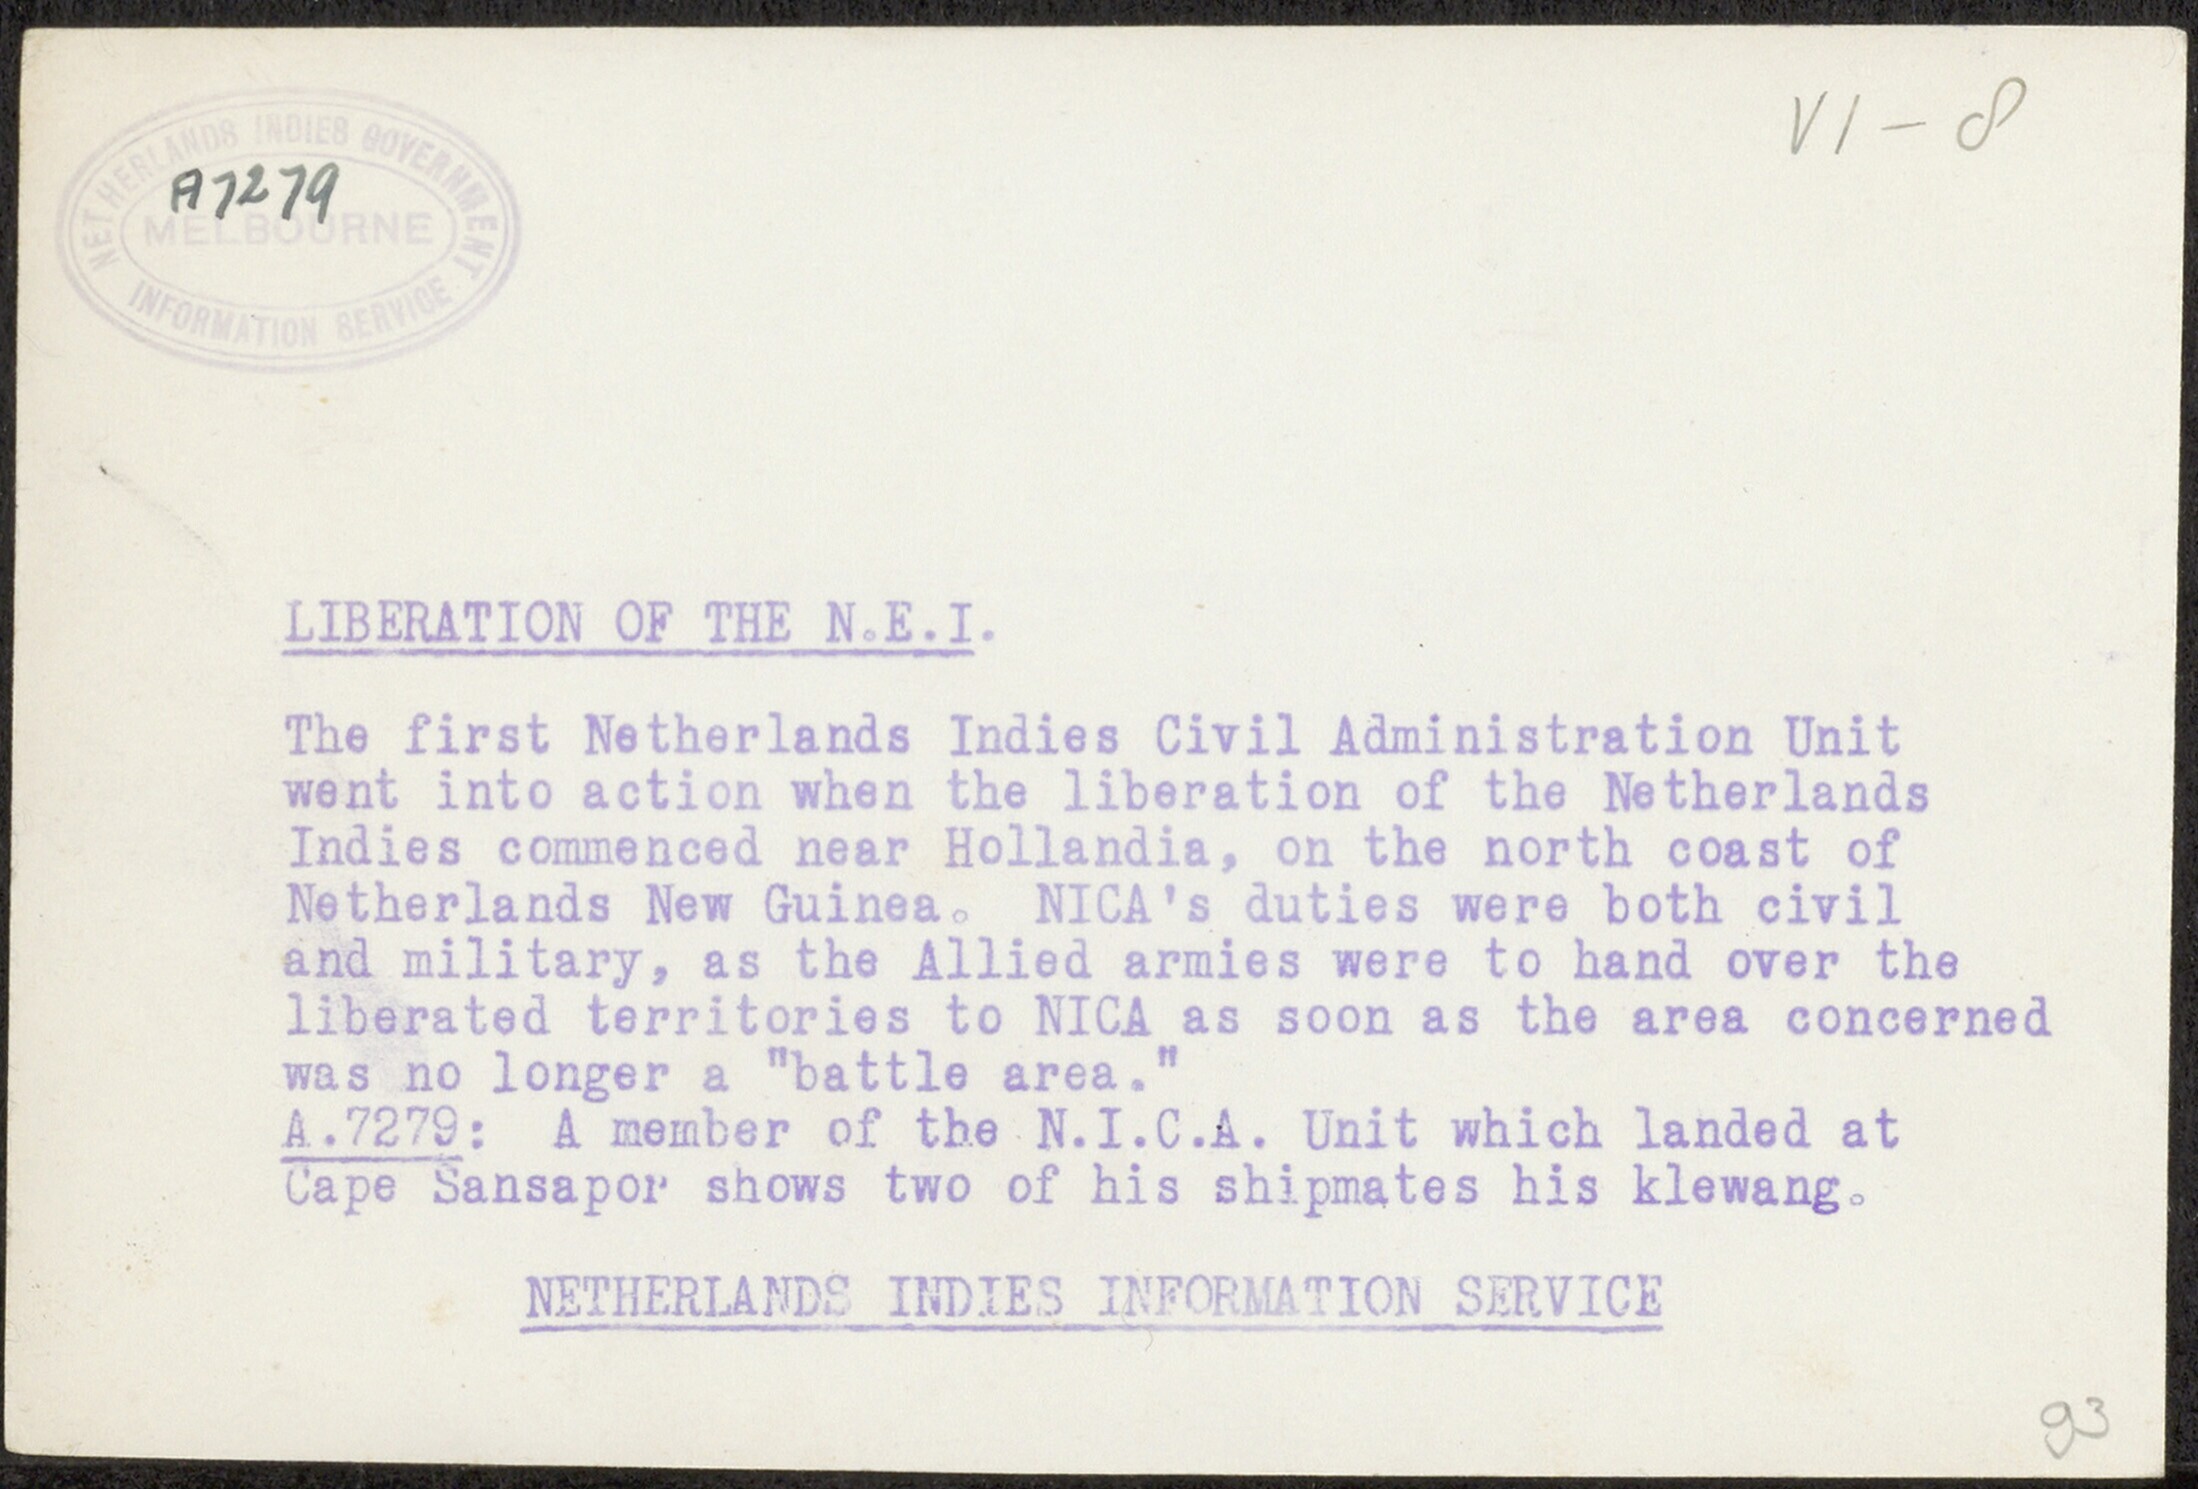 VI - 8
NETHERLANDS INDIES GOVERNMENT
A7279
MELBOURNE
INFORMATION SERVICE
LIBERATION OF THE N.E.I.
The first Netherlands Indies Civil Administration Unit
went into action when the liberation of the Netherlands
Indies commenced near Hollandia, on the north coast of
Netherlands New Guinea. NICA's duties were both civil
and military, as the Allied armies were to hand over the
liberated territories to NICA as soon as the area concerned
was no longer a "battle area."
A.7279: A member of the N.I.C.A. Unit which landed at
Cape Sansapor shows two of his shipmates his klewang.
NETHERLANDS INDIES INFORMATION SERVICE
93